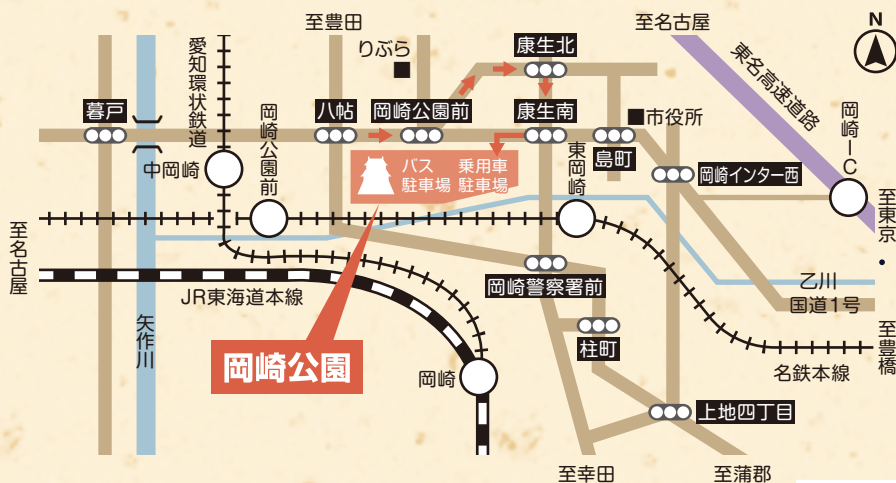 至豊田
至名古屋
N
愛知環状鉄道
りぶら
康生北
東名高速道路
暮戸
岡崎公園前
八帖
岡崎公園前
康生南
市役所
岡崎IC
中岡崎
バス
駐車場
乗用車
駐車場
東岡崎
島町
岡崎インター西
至名古屋
至東京・
JR東海道本線
岡崎警察署前
乙川
国道1号
矢作川
岡崎公園
岡崎
柱町
名鉄本線
至豊橋
上地四丁目
至幸田
至蒲郡